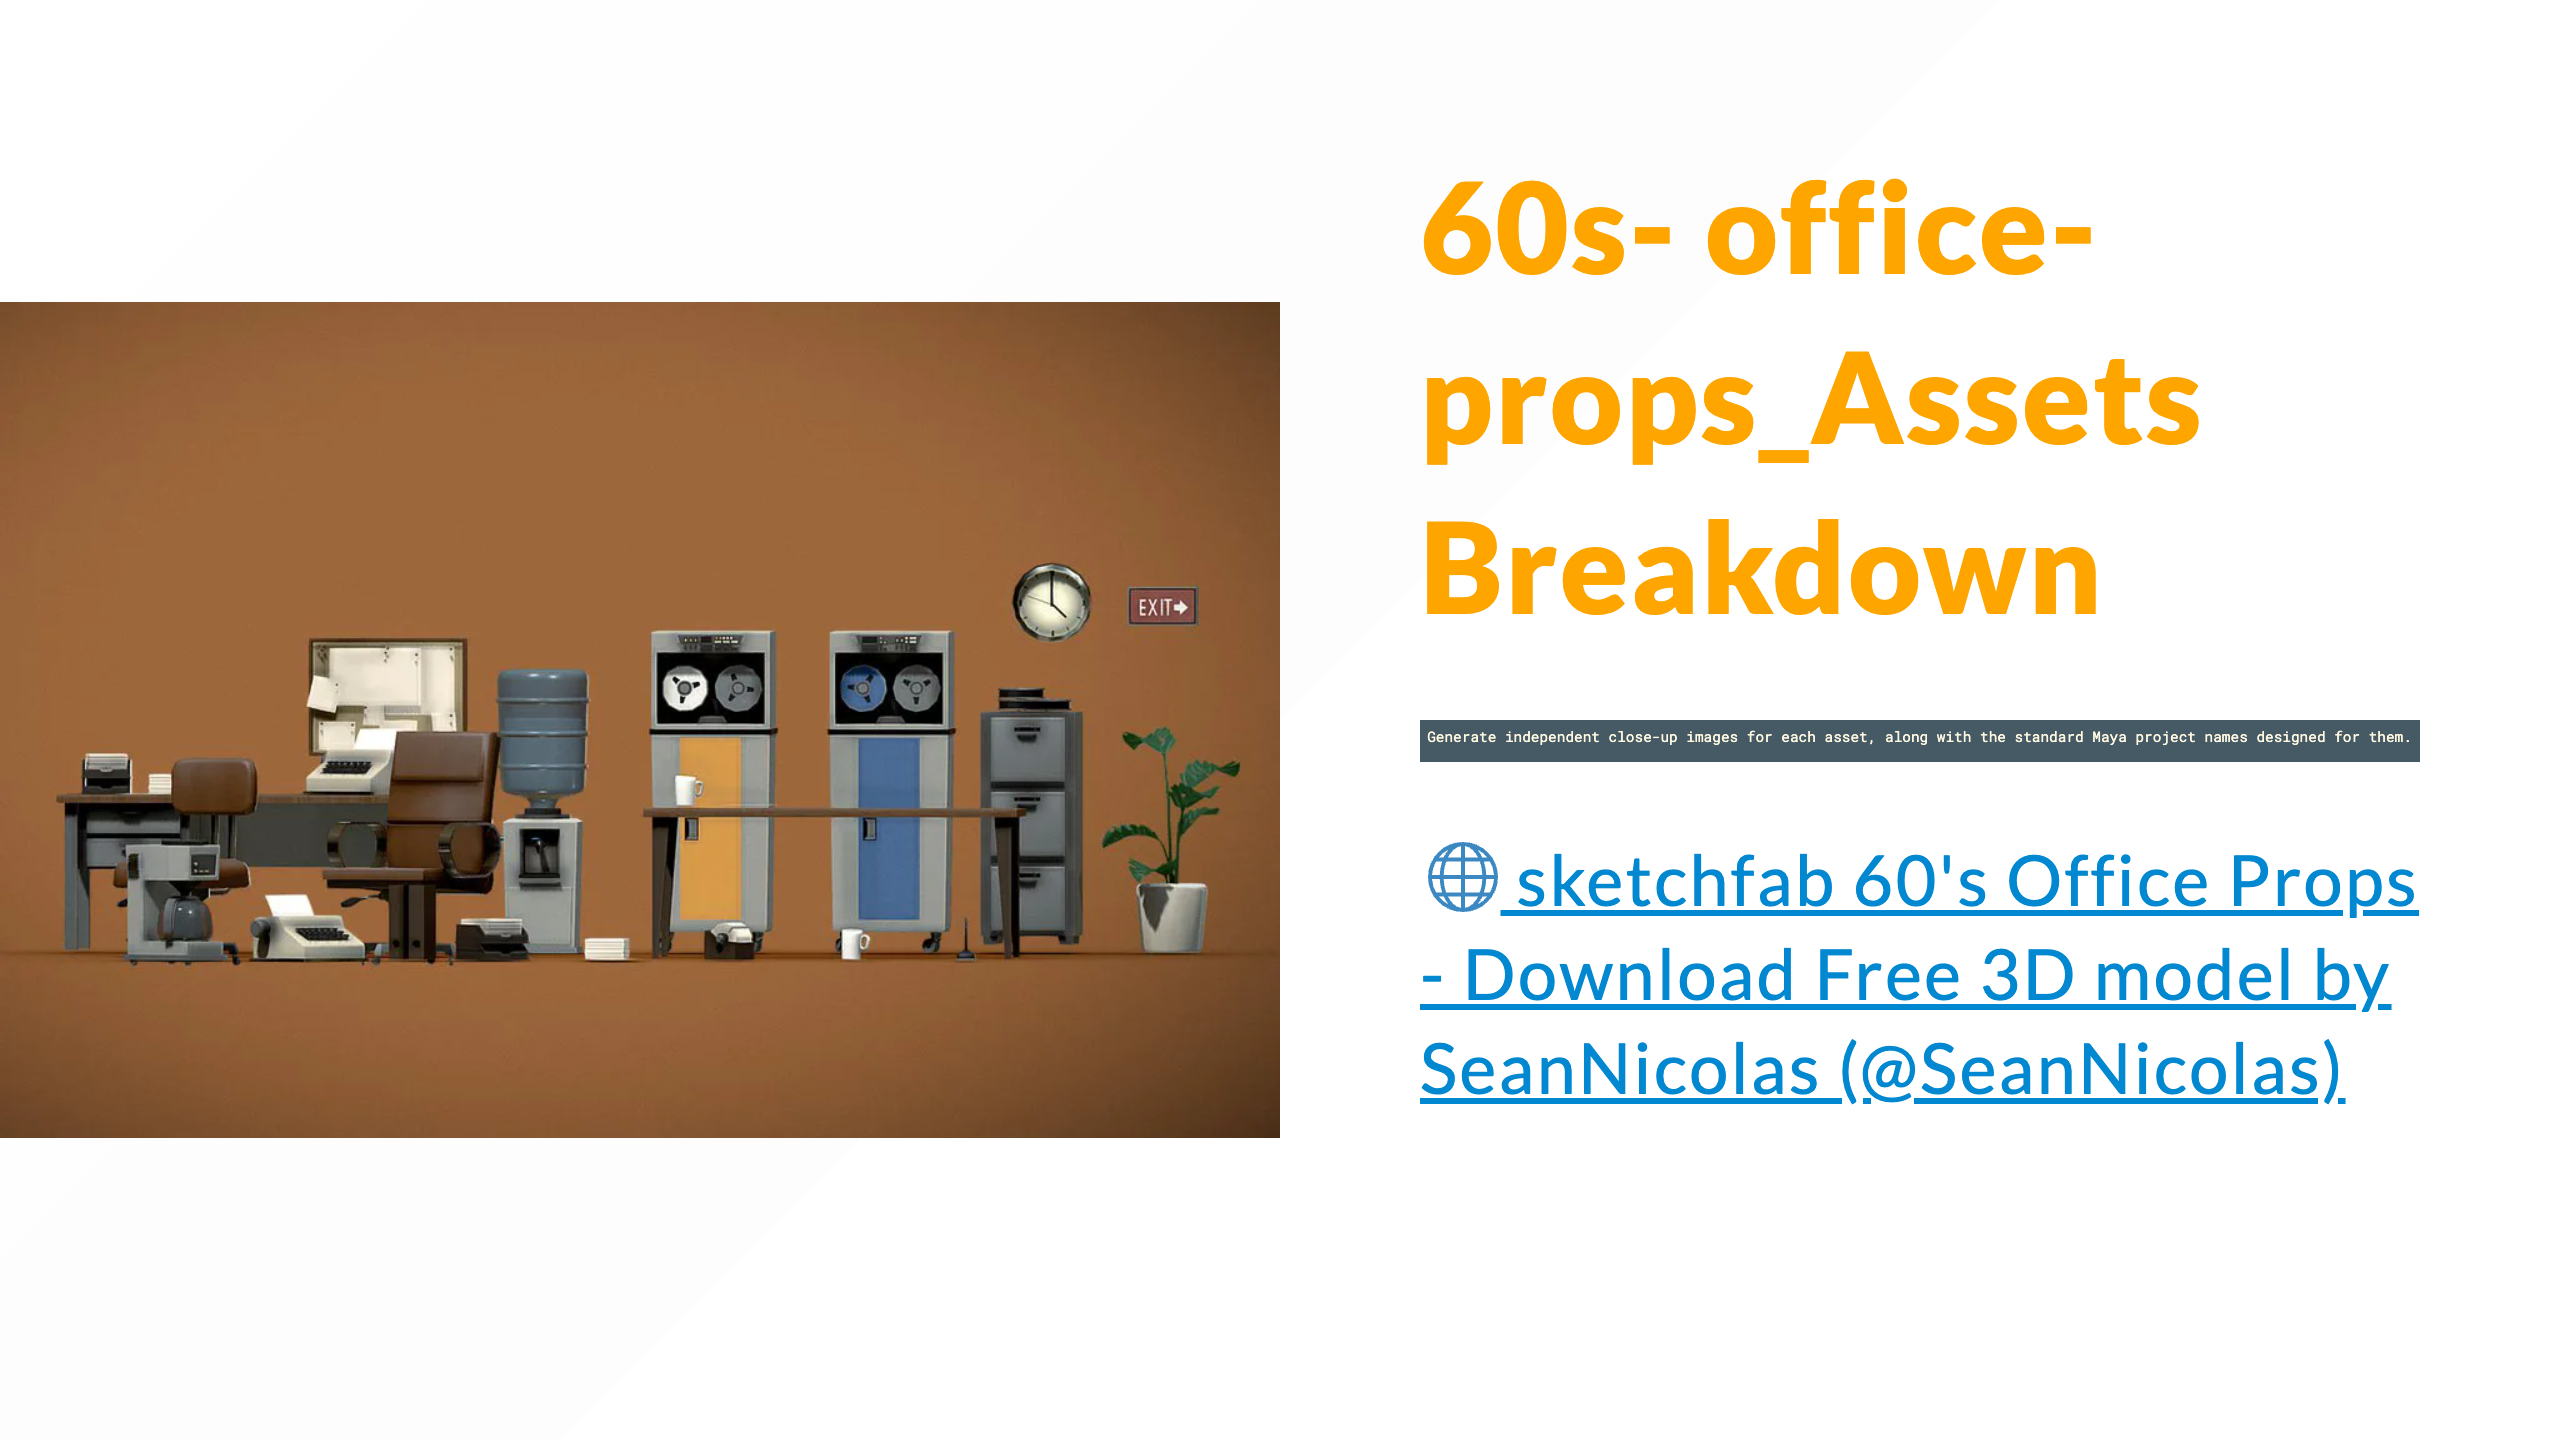 60s- office-
props_Assets
Breakdown
Generate independent close-up images for each asset, along with the standard Maya project names designed for them.
sketchfab 60's Office Props
- Download Free 3D model by
SeanNicolas (@SeanNicolas)
EXIT→